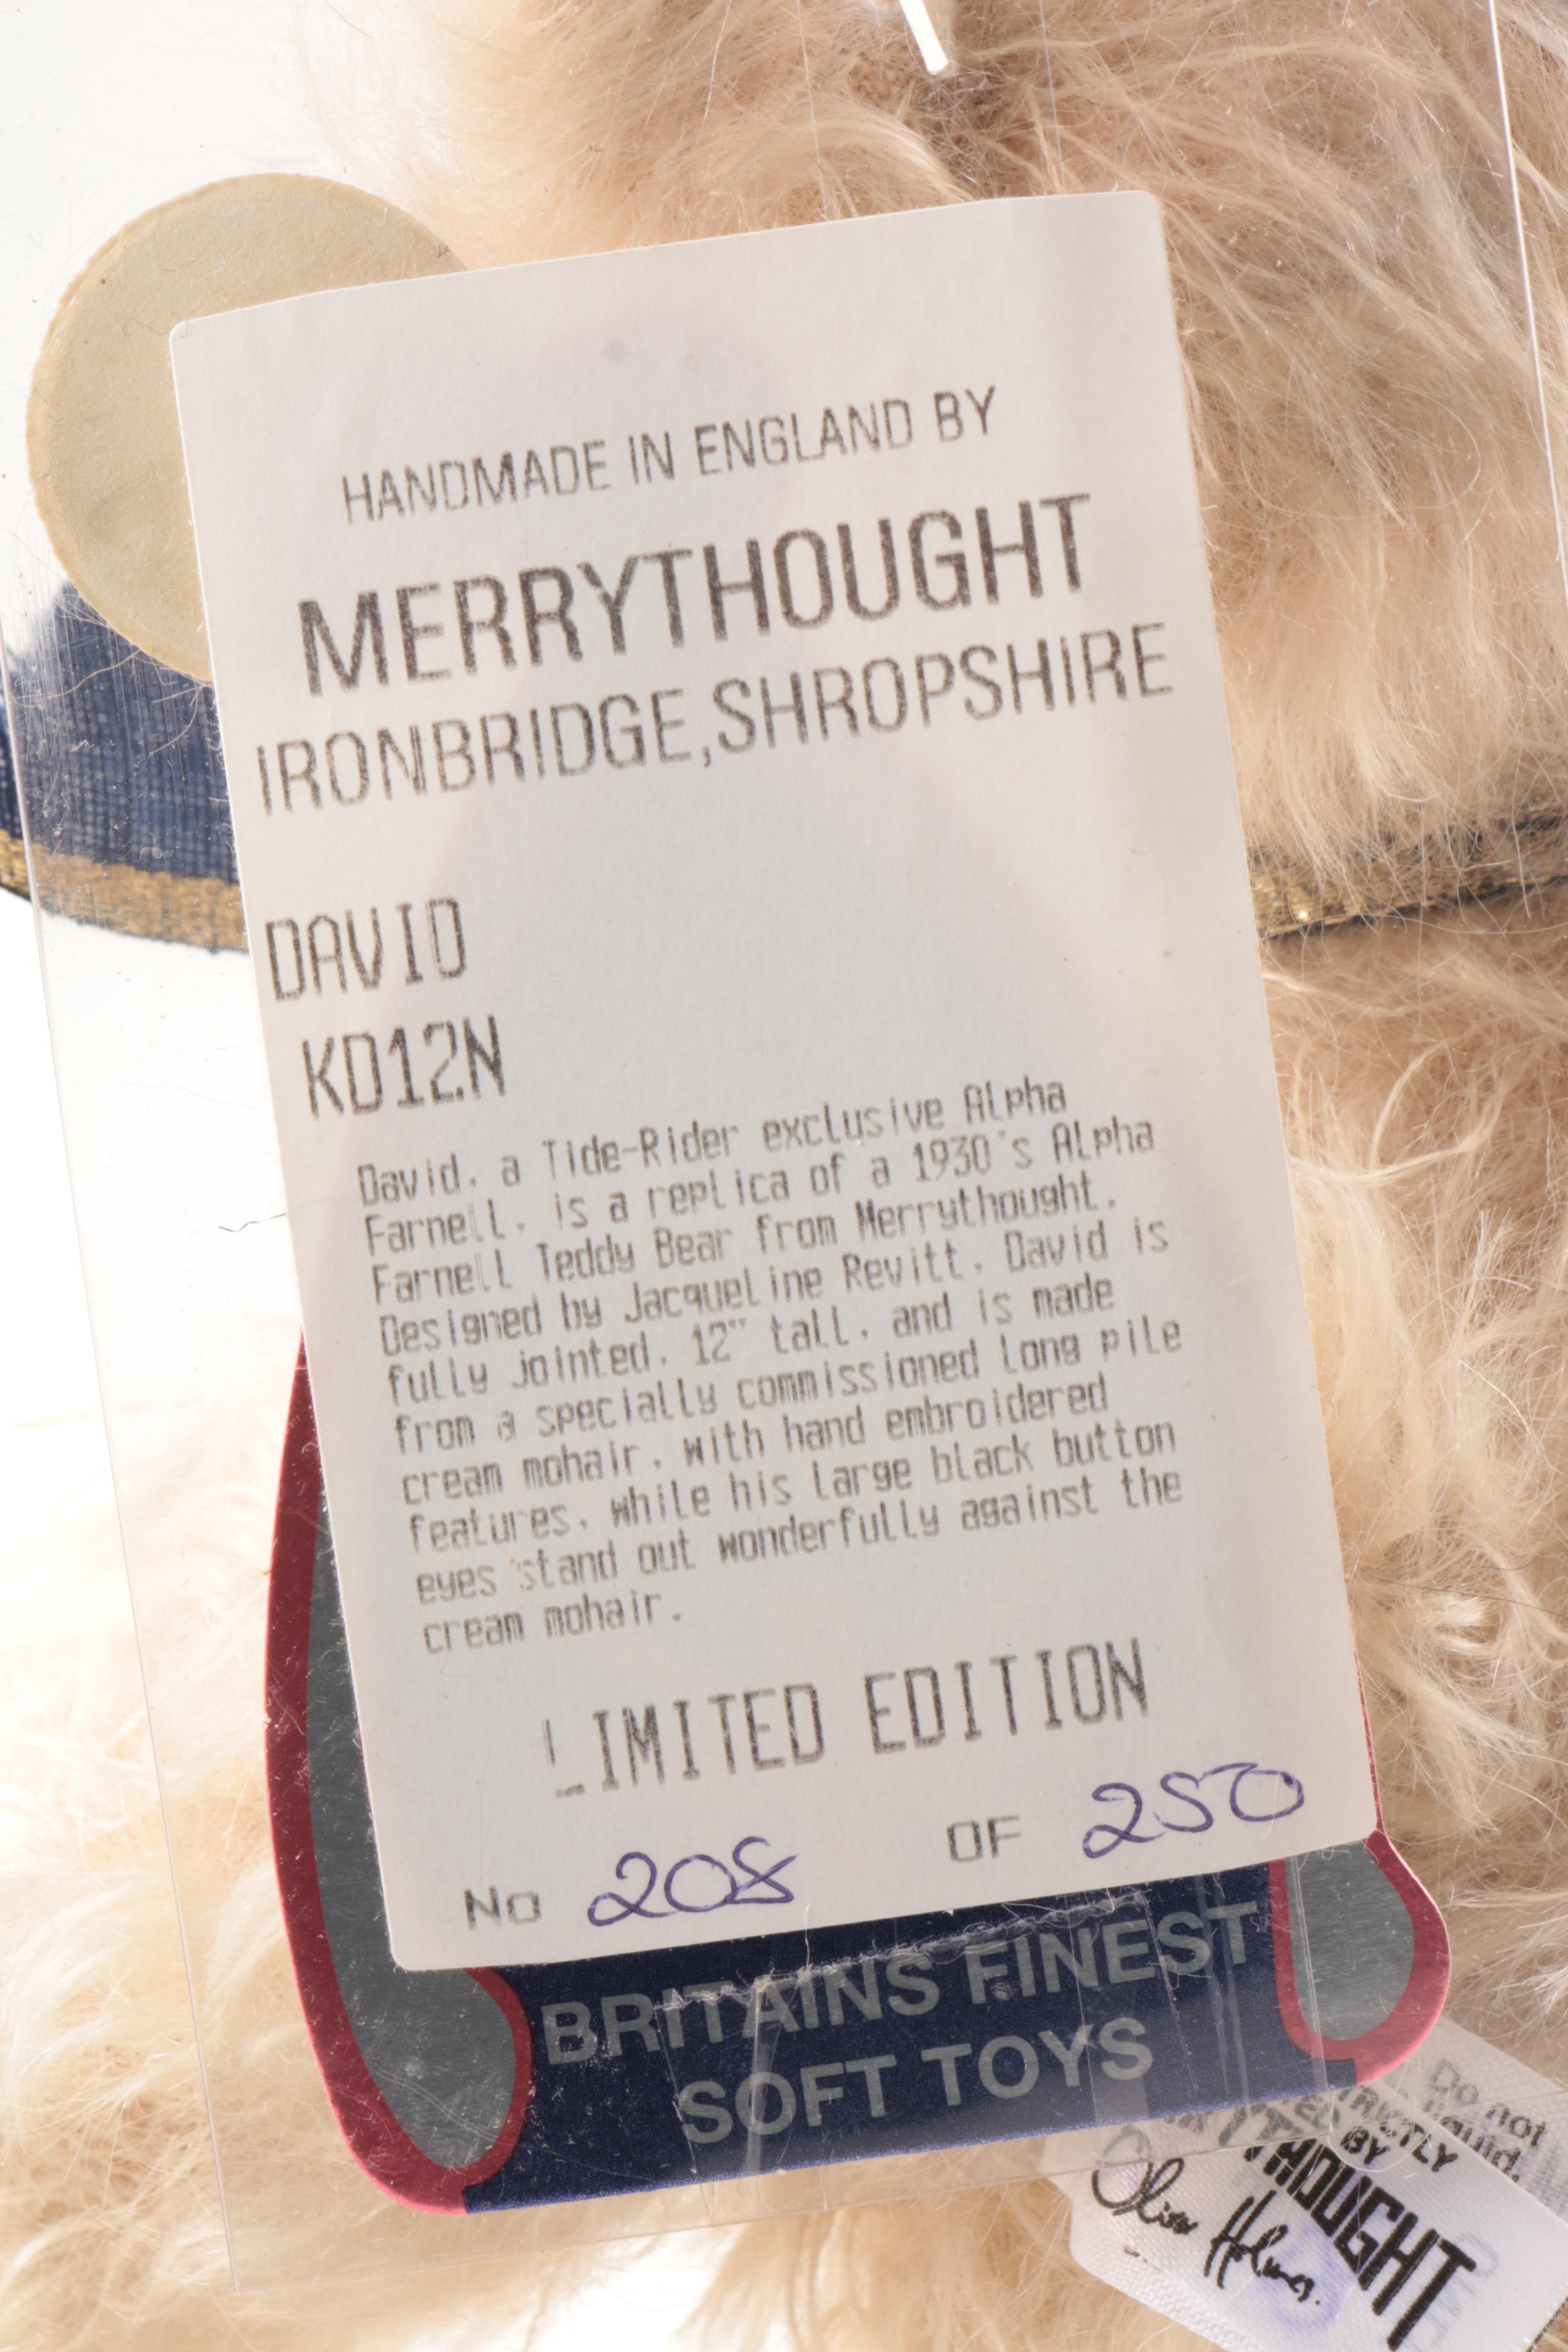 HANDMADE IN ENGLAND BY
MERRYTHOUGHT
IRONBRIDGE,SHROPSHIRE
DAVID
KD12N
David, a Tide-Rider exclusive Alpha
Farnell, is a replica of a 1930's Alpha
Farnell Teddy Bear from Merrythought.
Designed by Jacqueline Revitt, David is
fully jointed, 12" tall, and is made
from a specially commissioned long pile
cream mohair, with hand embroidered
features, while his large black button
eyes stand out wonderfully against the
cream mohair.
LIMITED EDITION
No 208 OF 250
BRITAINS FINEST
SOFT TOYS
Do not
BY
THOUGHT
Oliver Holmes.